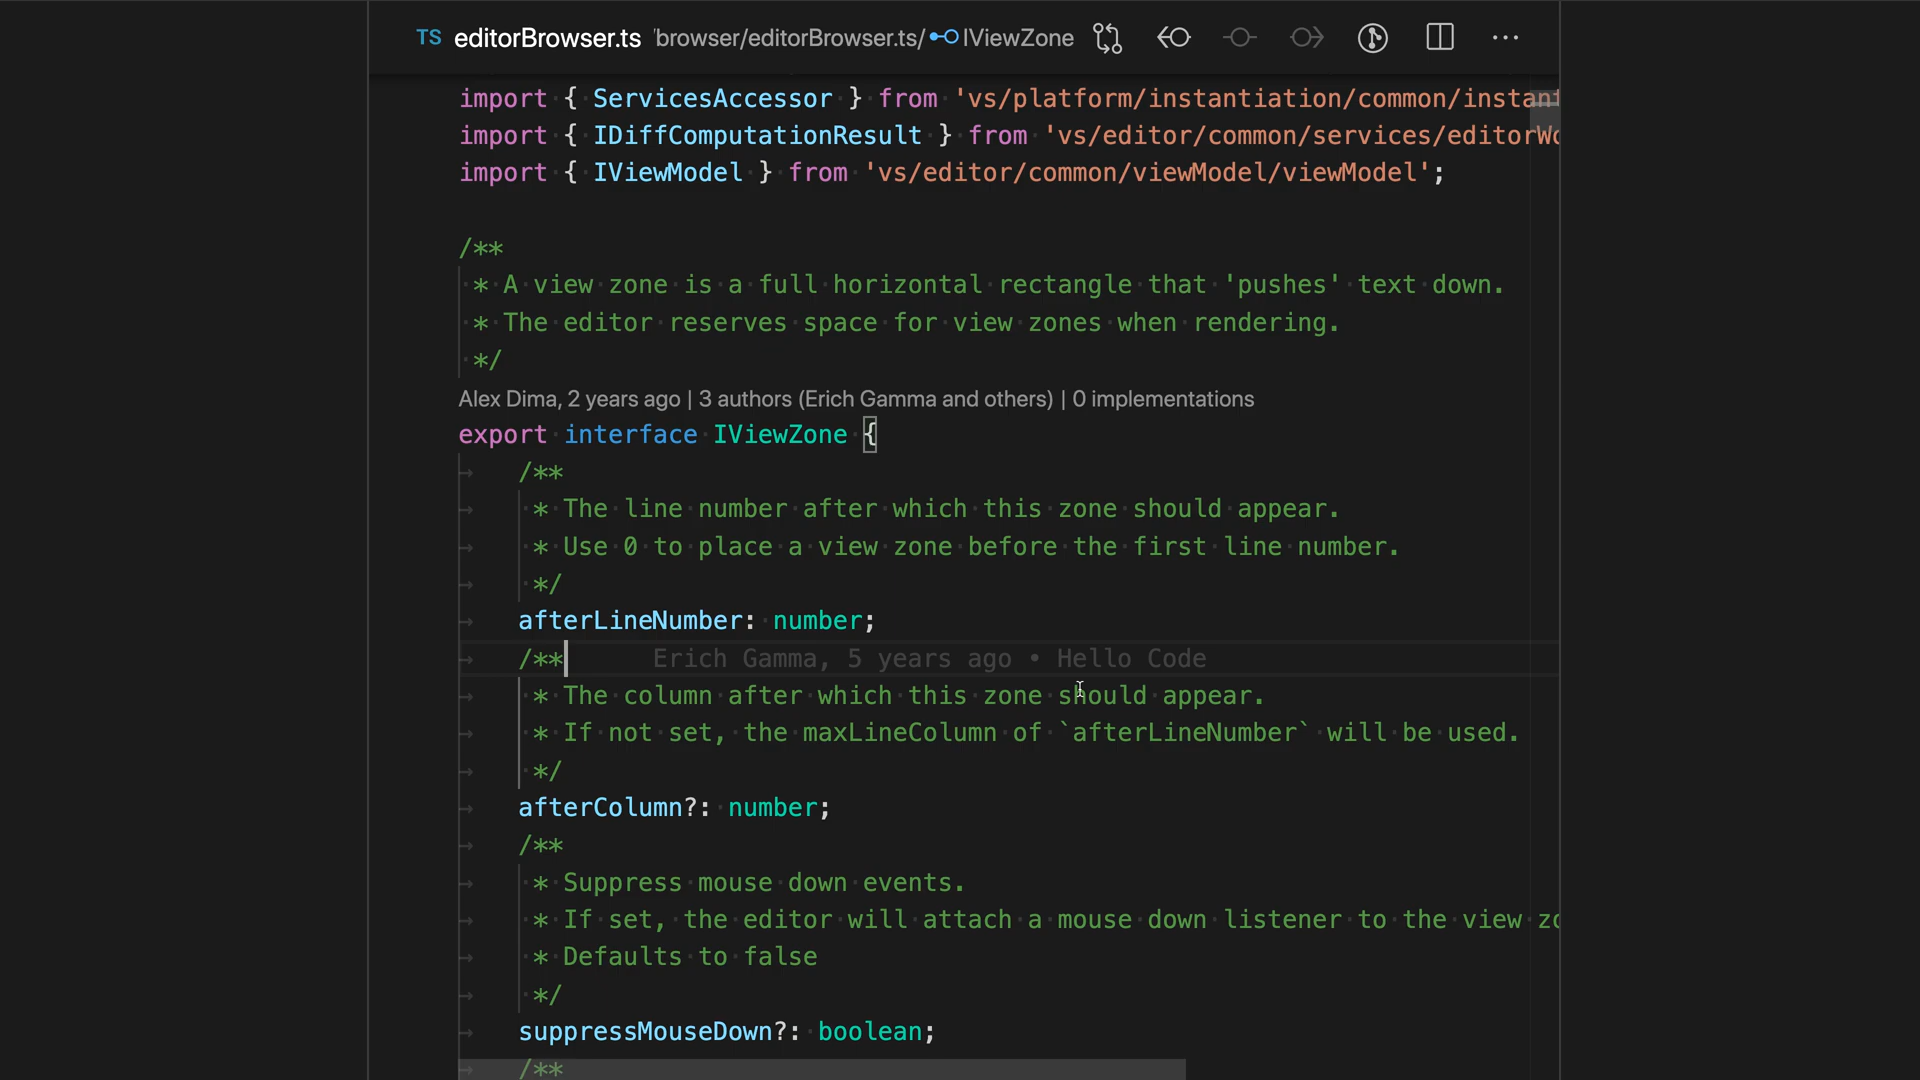 TS editorBrowser.ts browser/editorBrowser.ts/ IViewZone
import { ServicesAccessor } from 'vs/platform/instantiation/common/instant
import { IDiffComputationResult } from 'vs/editor/common/services/editorWo
import { IViewModel } from 'vs/editor/common/viewModel/viewModel';
/**
* A view zone is a full horizontal rectangle that 'pushes' text down.
* The editor reserves space for view zones when rendering.
*/
Alex Dima, 2 years ago | 3 authors (Erich Gamma and others) | 0 implementations
export interface IViewZone {
/**
* The line number after which this zone should appear.
* Use 0 to place a view zone before the first line number.
*/
afterLineNumber: number;
/** Erich Gamma, 5 years ago • Hello Code
* The column after which this zone should appear.
* If not set, the maxLineColumn of `afterLineNumber` will be used.
*/
afterColumn?: number;
/**
* Suppress mouse down events.
* If set, the editor will attach a mouse down listener to the view zo
* Defaults to false
*/
suppressMouseDown?: boolean;
/**